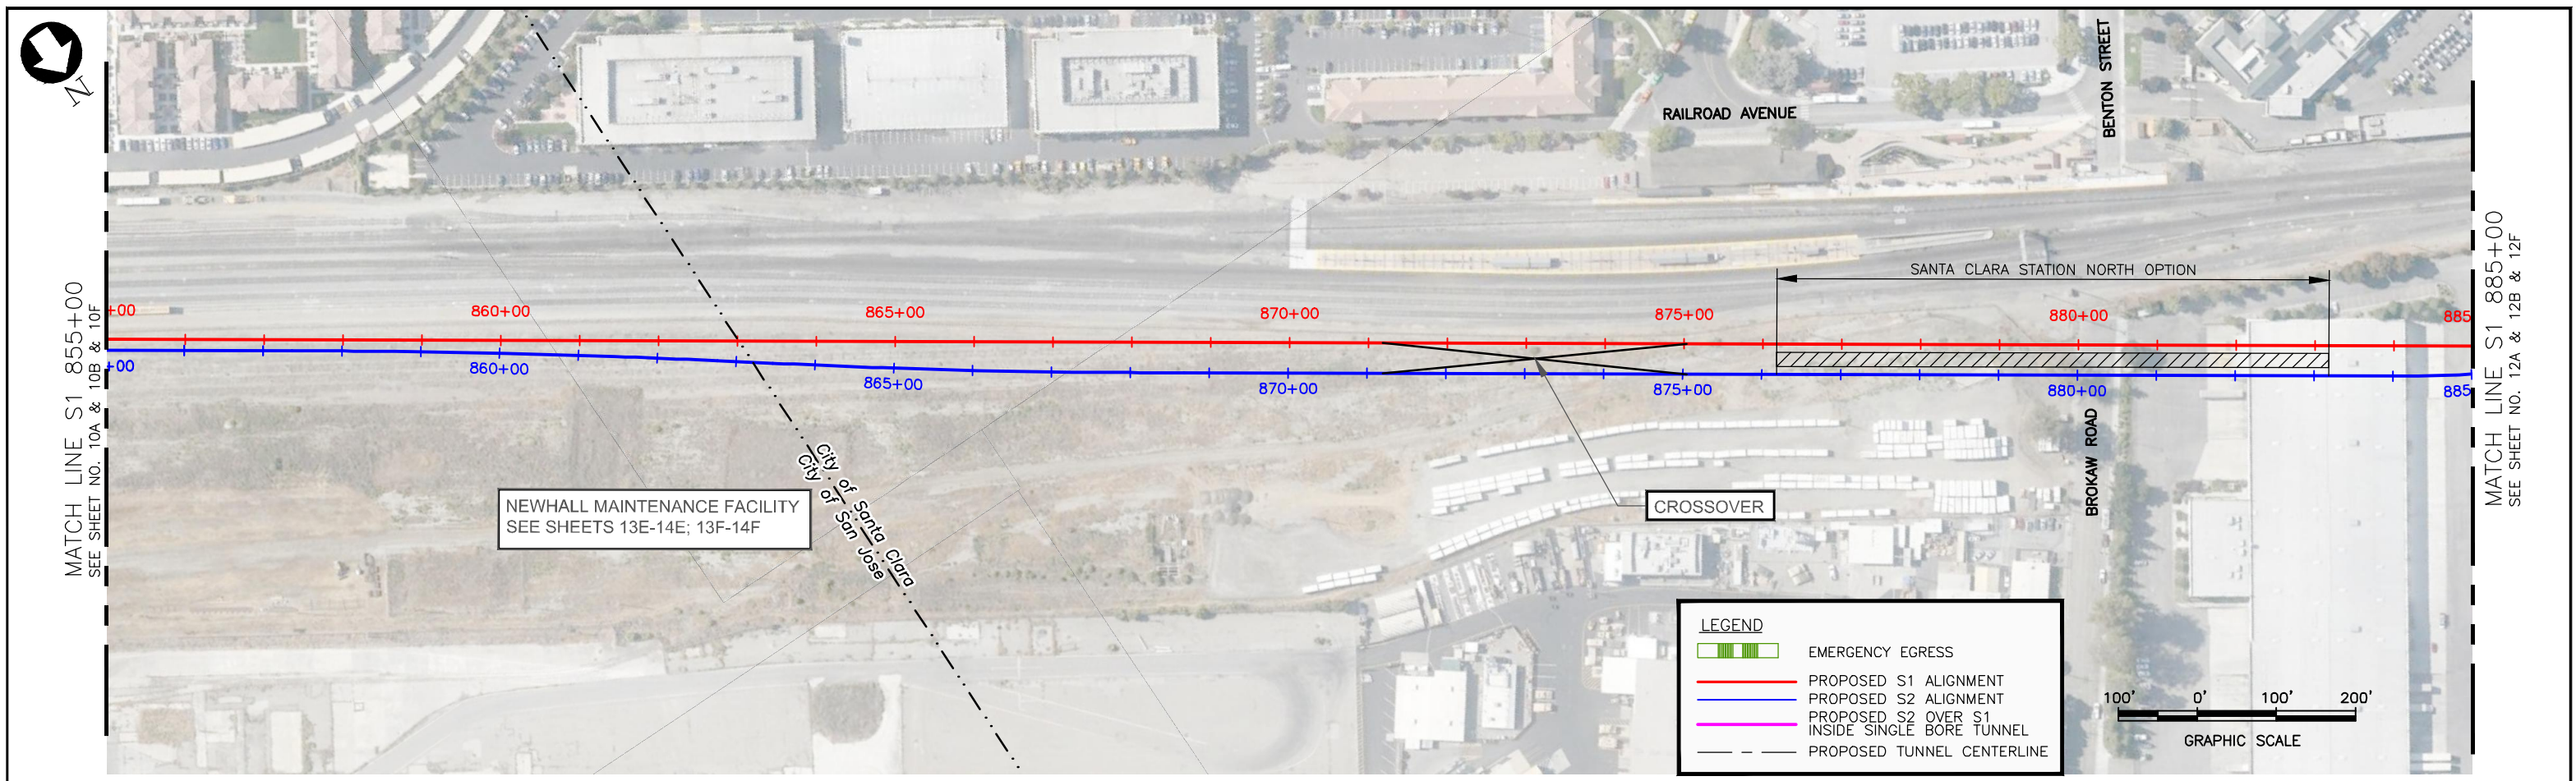 N
RAILROAD AVENUE
BENTON STREET
SANTA CLARA STATION NORTH OPTION
MATCH LINE S1 855+00
SEE SHEET NO. 10A & 10B & 10F
+00
860+00
865+00
870+00
875+00
880+00
885
+00
860+00
865+00
870+00
875+00
880+00
885
MATCH LINE S1 885+00
SEE SHEET NO. 12A & 12B & 12F
City of Santa Clara
City of San Jose
NEWHALL MAINTENANCE FACILITY
SEE SHEETS 13E-14E; 13F-14F
CROSSOVER
BROKAW ROAD
LEGEND
EMERGENCY EGRESS
PROPOSED S1 ALIGNMENT
PROPOSED S2 ALIGNMENT
PROPOSED S2 OVER S1
INSIDE SINGLE BORE TUNNEL
PROPOSED TUNNEL CENTERLINE
100' 0' 100' 200'
GRAPHIC SCALE